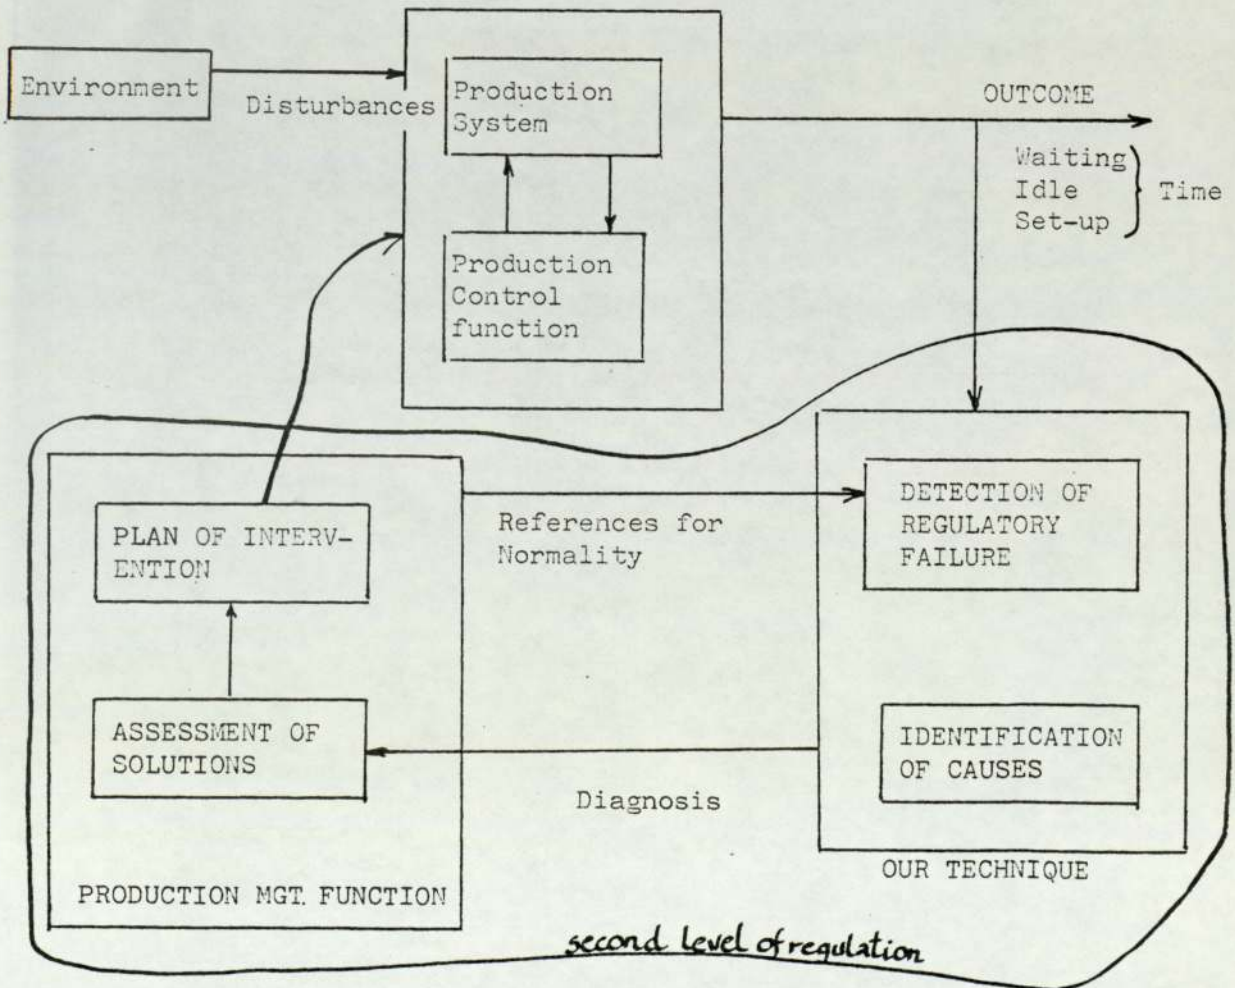 Environment
Disturbances
Production
System
Production
Control
function
OUTCOME
Waiting
Idle
Set-up
Time
PLAN OF INTERV-
ENTION
ASSESSMENT OF
SOLUTIONS
PRODUCTION MGT. FUNCTION
References for
Normality
Diagnosis
DETECTION OF
REGULATORY
FAILURE
IDENTIFICATION
OF CAUSES
OUR TECHNIQUE
second level of regulation